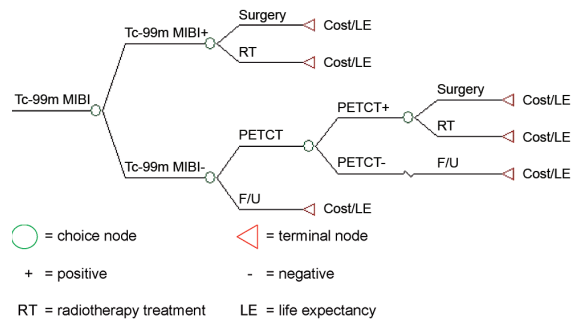 Surgery
Cost/LE
Tc-99m MIBI+
RT
Cost/LE
Tc-99m MIBI
Surgery
Cost/LE
PETCT+
PETCT
RT
Cost/LE
Tc-99m MIBI-
PETCT-
F/U
Cost/LE
F/U
Cost/LE
= choice node
= terminal node
+ = positive
- = negative
RT = radiotherapy treatment
LE = life expectancy